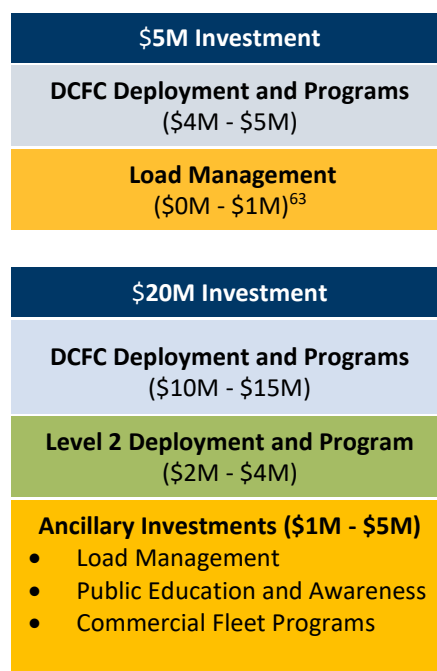 $5M Investment
DCFC Deployment and Programs
($4M - $5M)
Load Management
($0M - $1M)63
$20M Investment
DCFC Deployment and Programs
($10M - $15M)
Level 2 Deployment and Program
($2M - $4M)
Ancillary Investments ($1M - $5M)
• Load Management
• Public Education and Awareness
• Commercial Fleet Programs